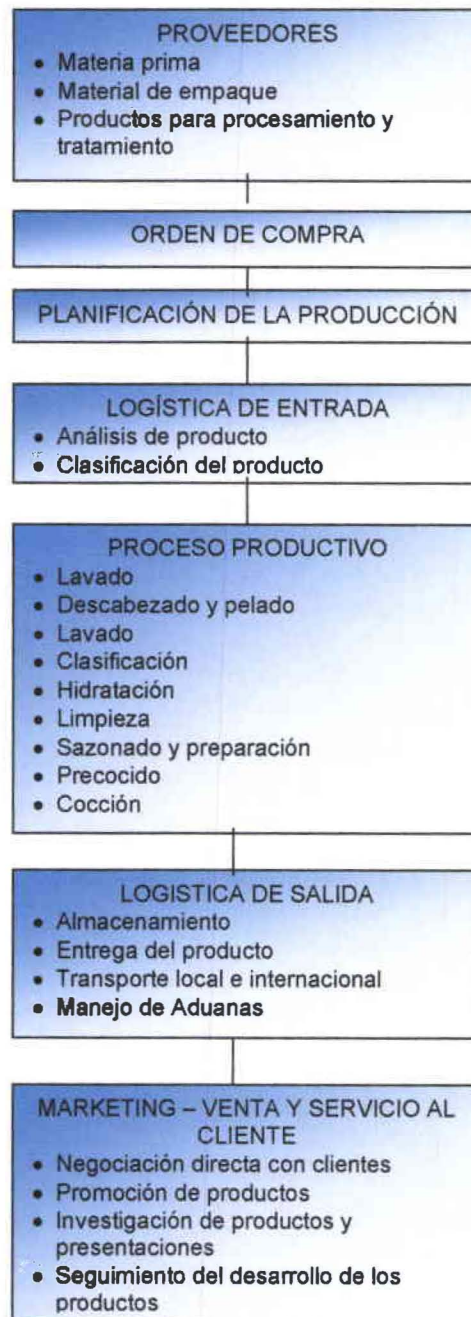 PROVEEDORES
• Materia prima
• Material de empaque
• Productos para procesamiento y
tratamiento
ORDEN DE COMPRA
PLANIFICACIÓN DE LA PRODUCCIÓN
LOGÍSTICA DE ENTRADA
• Análisis de producto
• Clasificación del producto
PROCESO PRODUCTIVO
• Lavado
• Descabezado y pelado
• Lavado
• Clasificación
• Hidratación
• Limpieza
• Sazonado y preparación
• Precocido
• Cocción
LOGISTICA DE SALIDA
• Almacenamiento
• Entrega del producto
• Transporte local e internacional
• Manejo de Aduanas
MARKETING – VENTA Y SERVICIO AL
CLIENTE
• Negociación directa con clientes
• Promoción de productos
• Investigación de productos y
presentaciones
• Seguimiento del desarrollo de los
productos